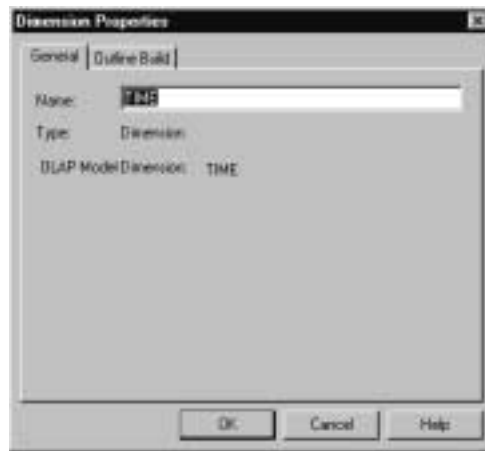 Dimension Properties
General Outline Build
Name: TIME
Type: Dimension
OLAP Model Dimension: TIME
OK Cancel Help